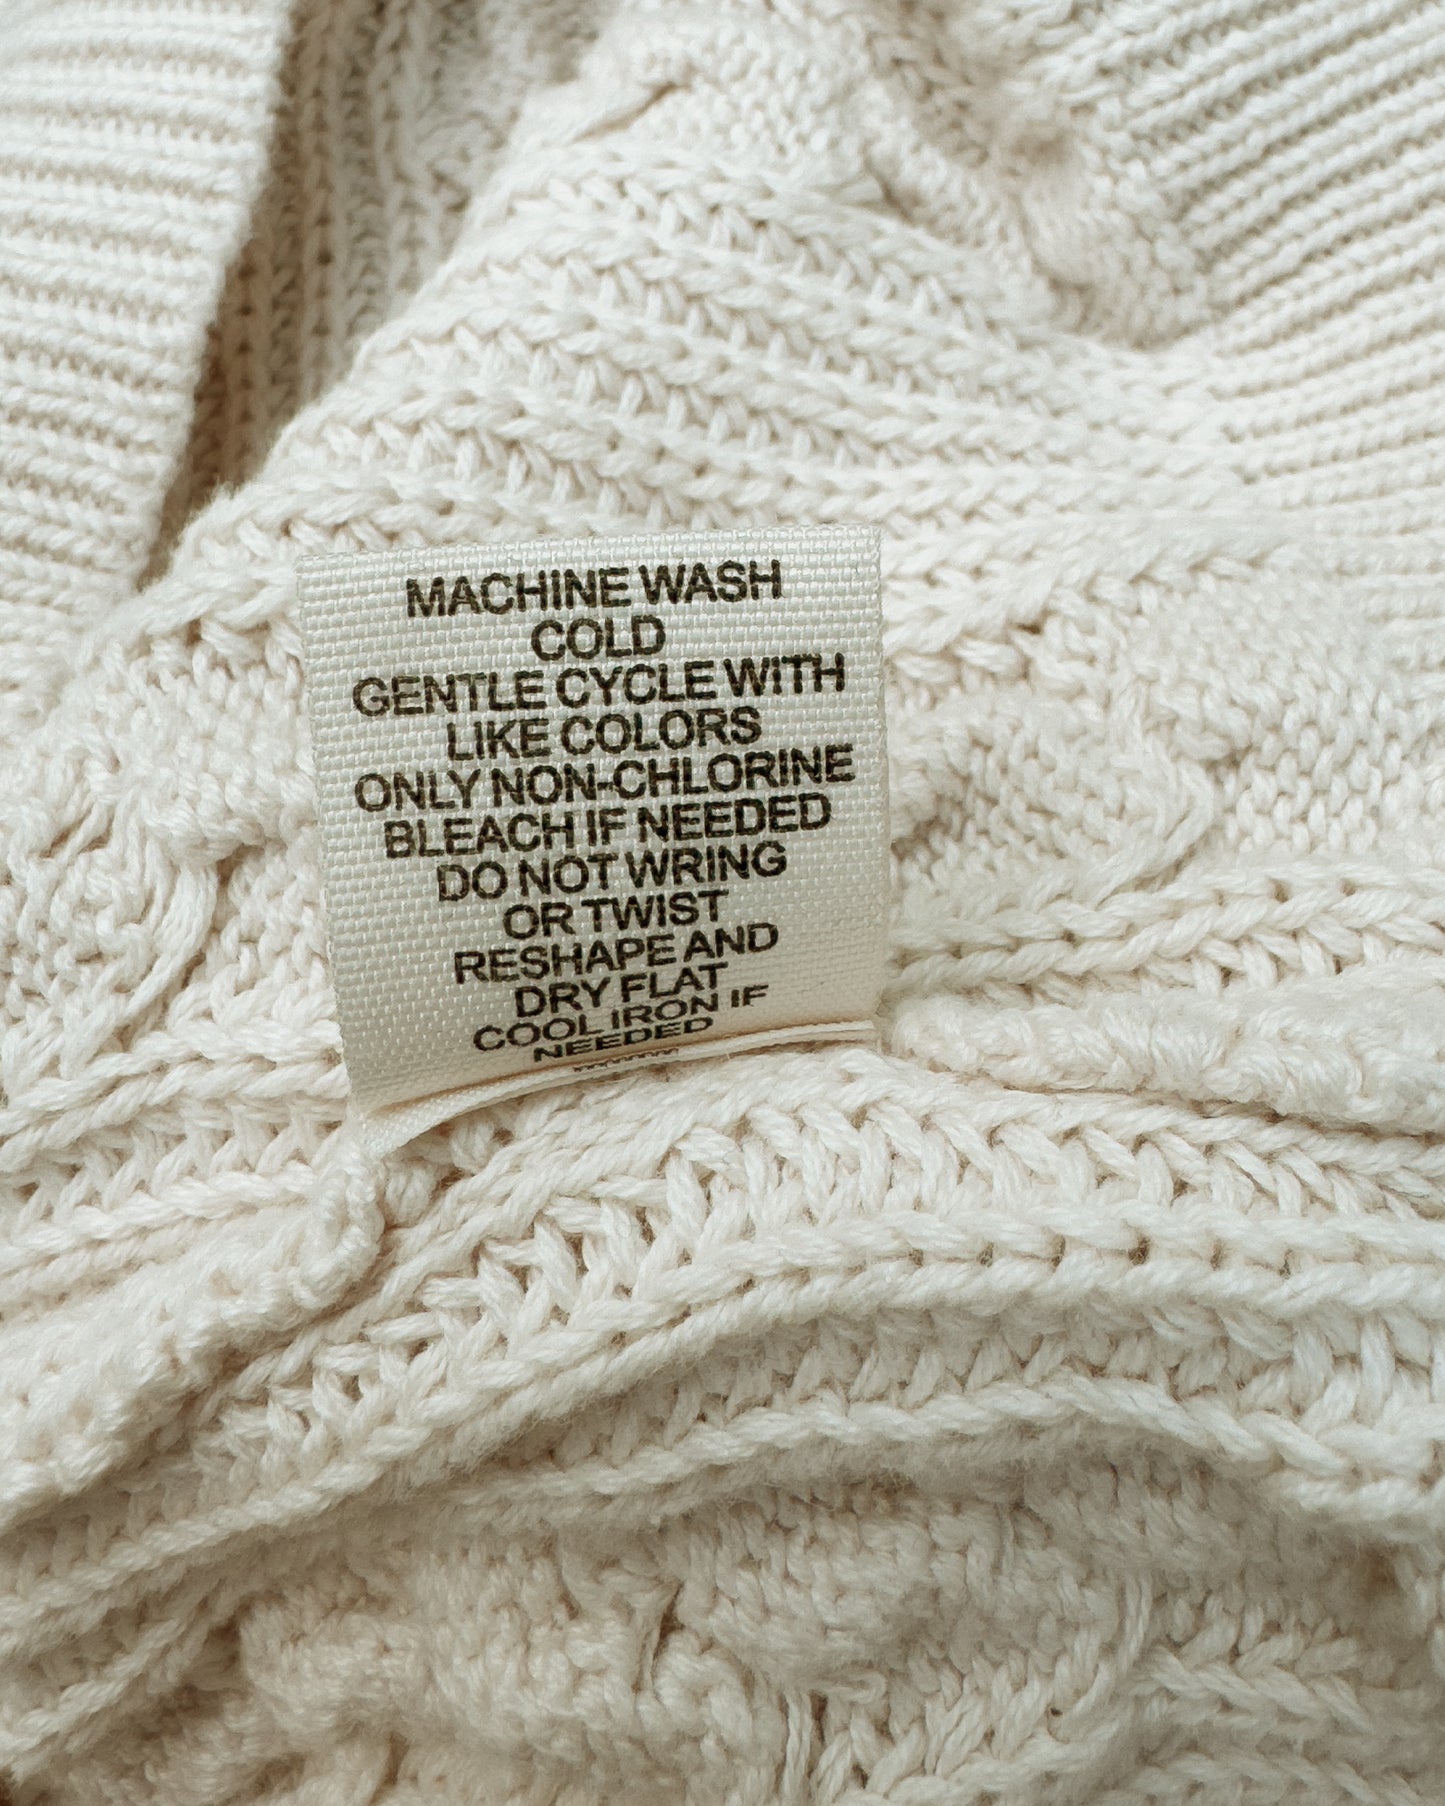 MACHINE WASH
COLD
GENTLE CYCLE WITH
LIKE COLORS
ONLY NON-CHLORINE
BLEACH IF NEEDED
DO NOT WRING
OR TWIST
RESHAPE AND
DRY FLAT
COOL IRON IF
NEEDED